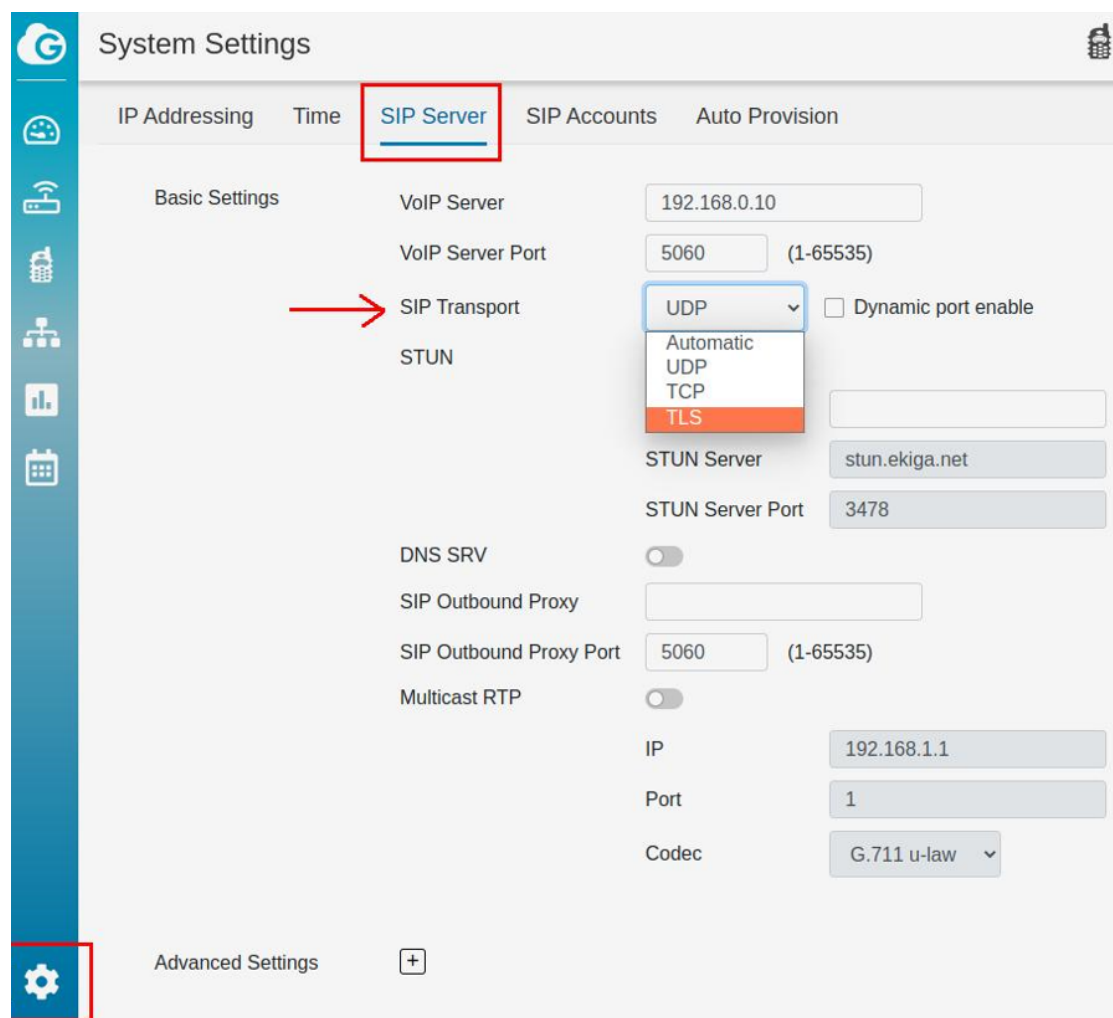 G
System Settings
IP Addressing Time SIP Server SIP Accounts Auto Provision
Basic Settings
VoIP Server 192.168.0.10
VoIP Server Port 5060 (1-65535)
SIP Transport UDP Dynamic port enable
Automatic
UDP
TCP
TLS
STUN
STUN Server stun.ekiga.net
STUN Server Port 3478
DNS SRV
SIP Outbound Proxy
SIP Outbound Proxy Port 5060 (1-65535)
Multicast RTP
IP 192.168.1.1
Port 1
Codec G.711 u-law
Advanced Settings +